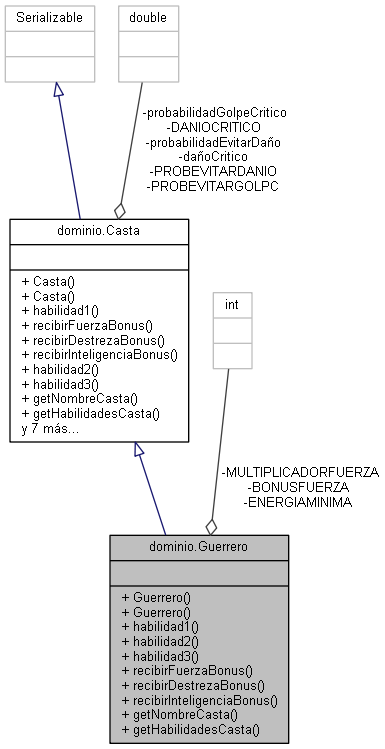 Serializable
double
-probabilidadGolpeCritico
-DANIOCRITICO
-probabilidadEvitarDaño
-dañoCritico
-PROBEVITARDANIO
-PROBEVITARGOLPC
dominio.Casta
+ Casta()
+ Casta()
+ habilidad1()
+ recibirFuerzaBonus()
+ recibirDestrezaBonus()
+ recibirInteligenciaBonus()
+ habilidad2()
+ habilidad3()
+ getNombreCasta()
+ getHabilidadesCasta()
y 7 más...
int
-MULTIPLICADORFUERZA
-BONUSFUERZA
-ENERGIAMINIMA
dominio.Guerrero
+ Guerrero()
+ Guerrero()
+ habilidad1()
+ habilidad2()
+ habilidad3()
+ recibirFuerzaBonus()
+ recibirDestrezaBonus()
+ recibirInteligenciaBonus()
+ getNombreCasta()
+ getHabilidadesCasta()